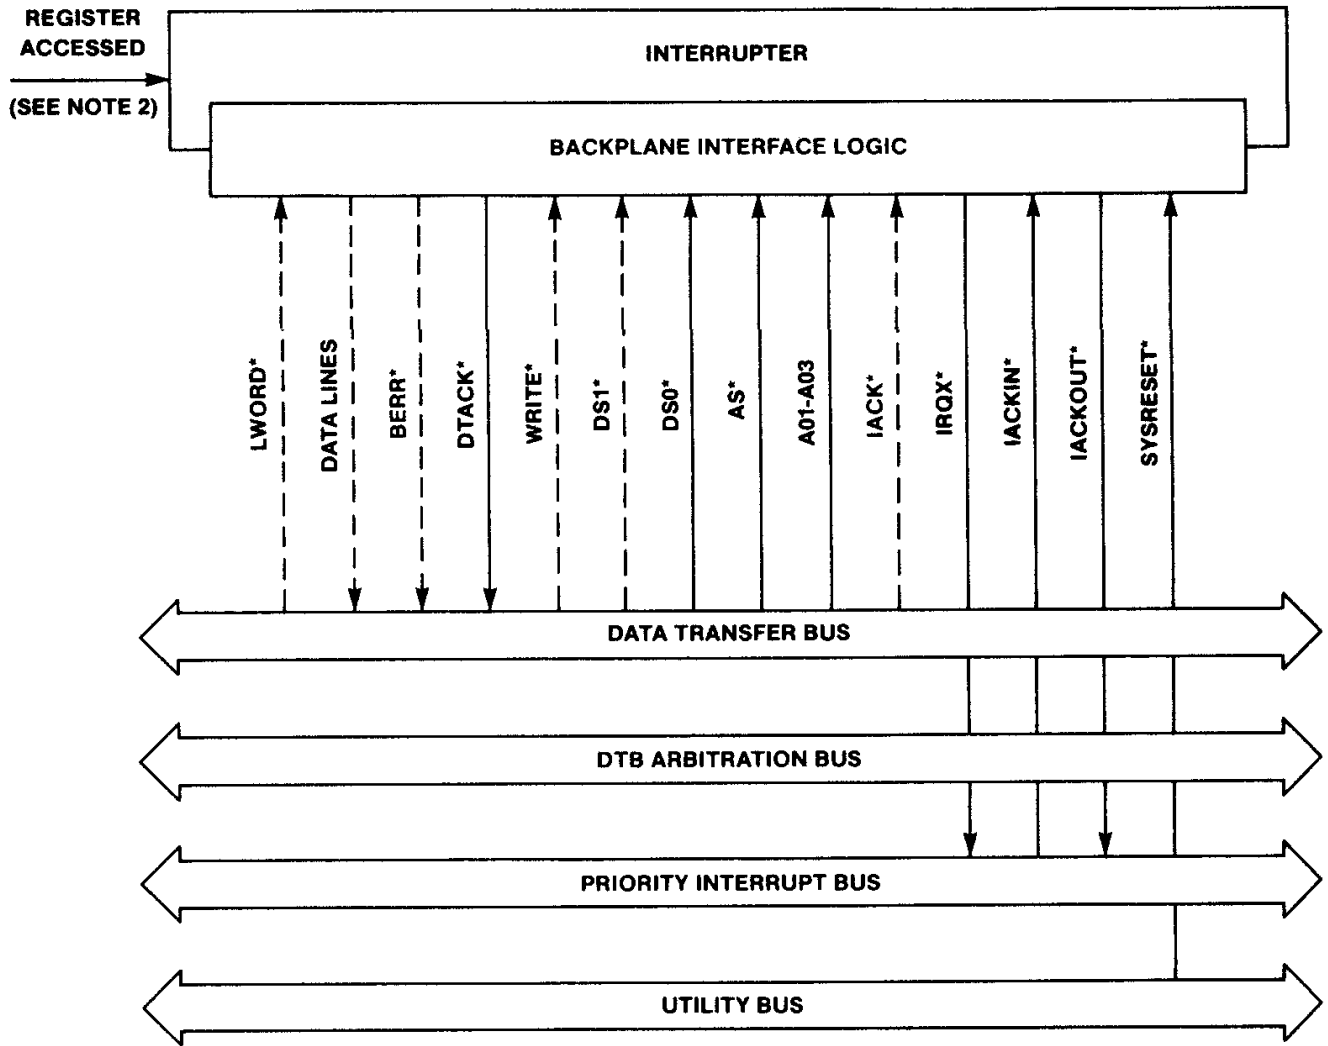 REGISTER
ACCESSED
(SEE NOTE 2)
INTERRUPTER
BACKPLANE INTERFACE LOGIC
LWORD*
DATA LINES
BERR*
DTACK*
WRITE*
DS1*
DS0*
AS*
A01-A03
IACK*
IRQX*
IACKIN*
IACKOUT*
SYSRESET*
DATA TRANSFER BUS
DTB ARBITRATION BUS
PRIORITY INTERRUPT BUS
UTILITY BUS